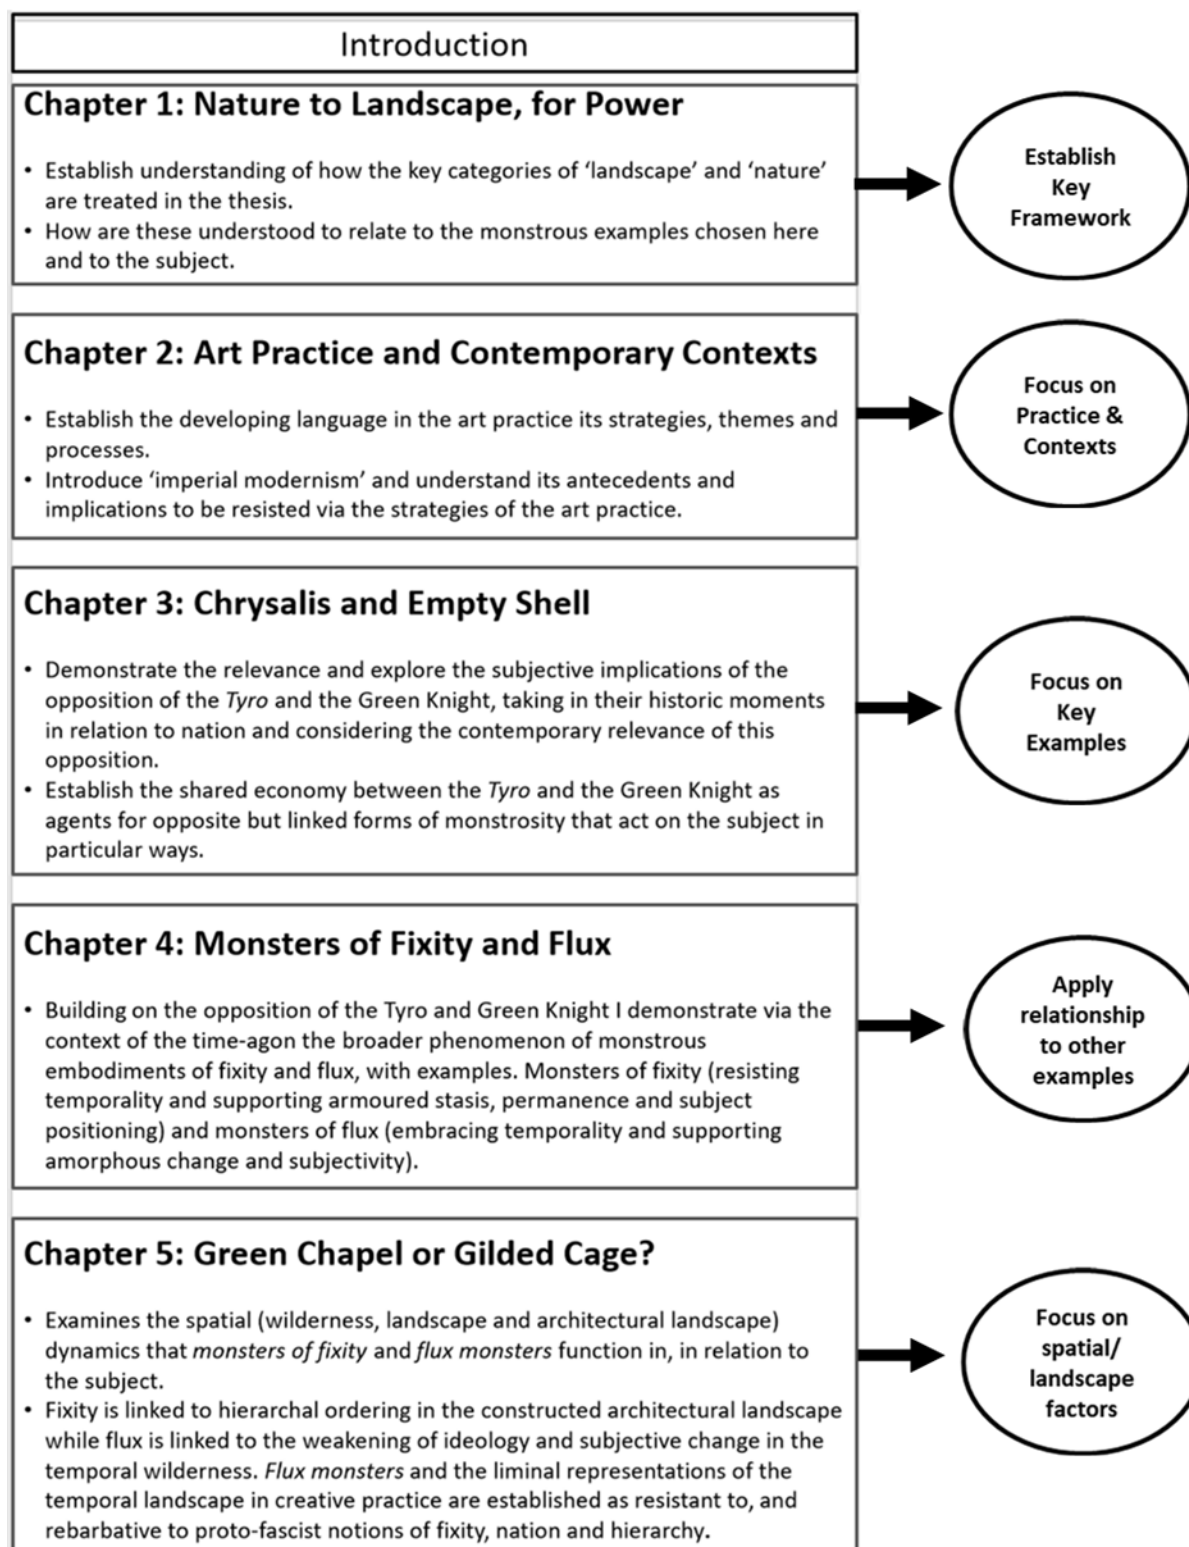 Introduction
Chapter 1: Nature to Landscape, for Power
• Establish understanding of how the key categories of ‘landscape’ and ‘nature’
are treated in the thesis.
• How are these understood to relate to the monstrous examples chosen here
and to the subject.
Establish
Key
Framework
Chapter 2: Art Practice and Contemporary Contexts
• Establish the developing language in the art practice its strategies, themes and
processes.
• Introduce ‘imperial modernism’ and understand its antecedents and
implications to be resisted via the strategies of the art practice.
Focus on
Practice &
Contexts
Chapter 3: Chrysalis and Empty Shell
• Demonstrate the relevance and explore the subjective implications of the
opposition of the Tyro and the Green Knight, taking in their historic moments
in relation to nation and considering the contemporary relevance of this
opposition.
• Establish the shared economy between the Tyro and the Green Knight as
agents for opposite but linked forms of monstrosity that act on the subject in
particular ways.
Focus on
Key
Examples
Chapter 4: Monsters of Fixity and Flux
• Building on the opposition of the Tyro and Green Knight I demonstrate via the
context of the time-agon the broader phenomenon of monstrous
embodiments of fixity and flux, with examples. Monsters of fixity (resisting
temporality and supporting armoured stasis, permanence and subject
positioning) and monsters of flux (embracing temporality and supporting
amorphous change and subjectivity).
Apply
relationship
to other
examples
Chapter 5: Green Chapel or Gilded Cage?
• Examines the spatial (wilderness, landscape and architectural landscape)
dynamics that monsters of fixity and flux monsters function in, in relation to
the subject.
• Fixity is linked to hierarchal ordering in the constructed architectural landscape
while flux is linked to the weakening of ideology and subjective change in the
temporal wilderness. Flux monsters and the liminal representations of the
temporal landscape in creative practice are established as resistant to, and
rebarbative to proto-fascist notions of fixity, nation and hierarchy.
Focus on
spatial/
landscape
factors